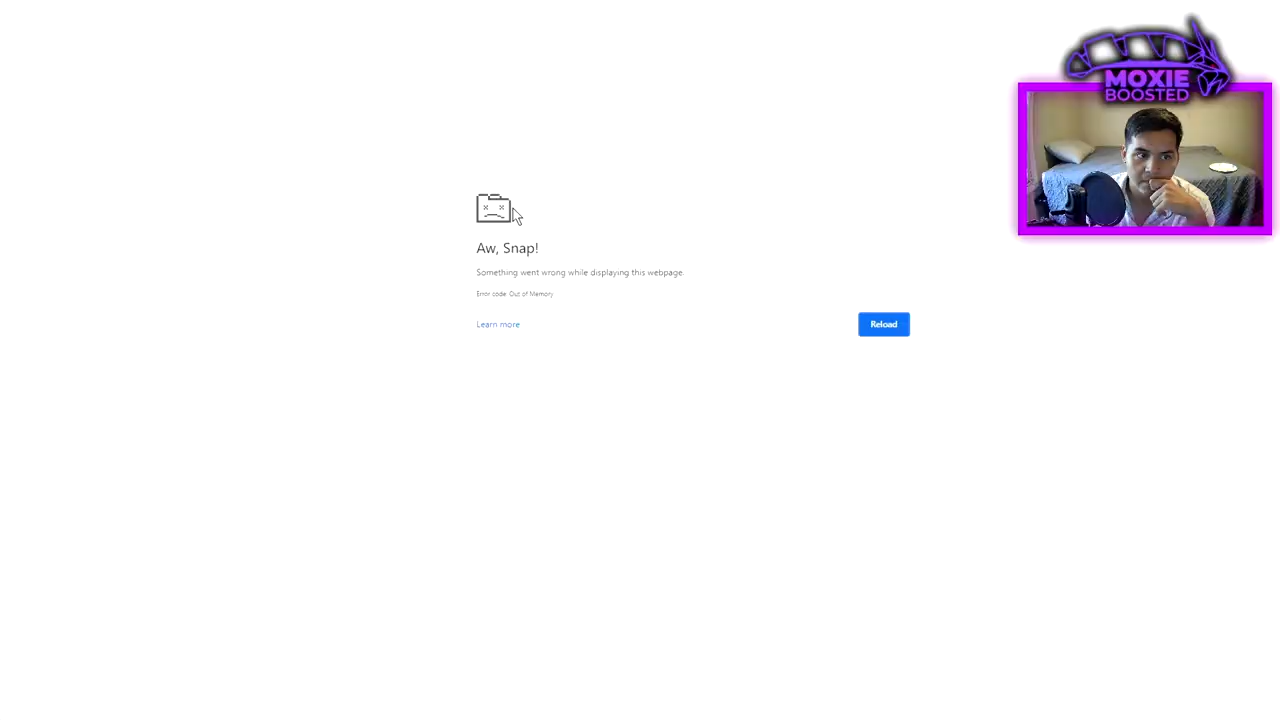 MOXIE
BOOSTED
Aw, Snap!
Something went wrong while displaying this webpage.
Error code: Out of Memory
Learn more
Reload